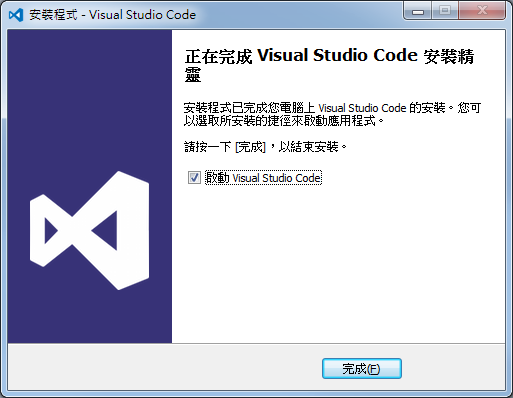 安裝程式 - Visual Studio Code
正在完成 Visual Studio Code 安裝精
靈
安裝程式已完成您電腦上 Visual Studio Code 的安裝。您可
以選取所安裝的捷徑來啟動應用程式。
請按一下 [完成]，以結束安裝。
啟動 Visual Studio Code
完成(F)